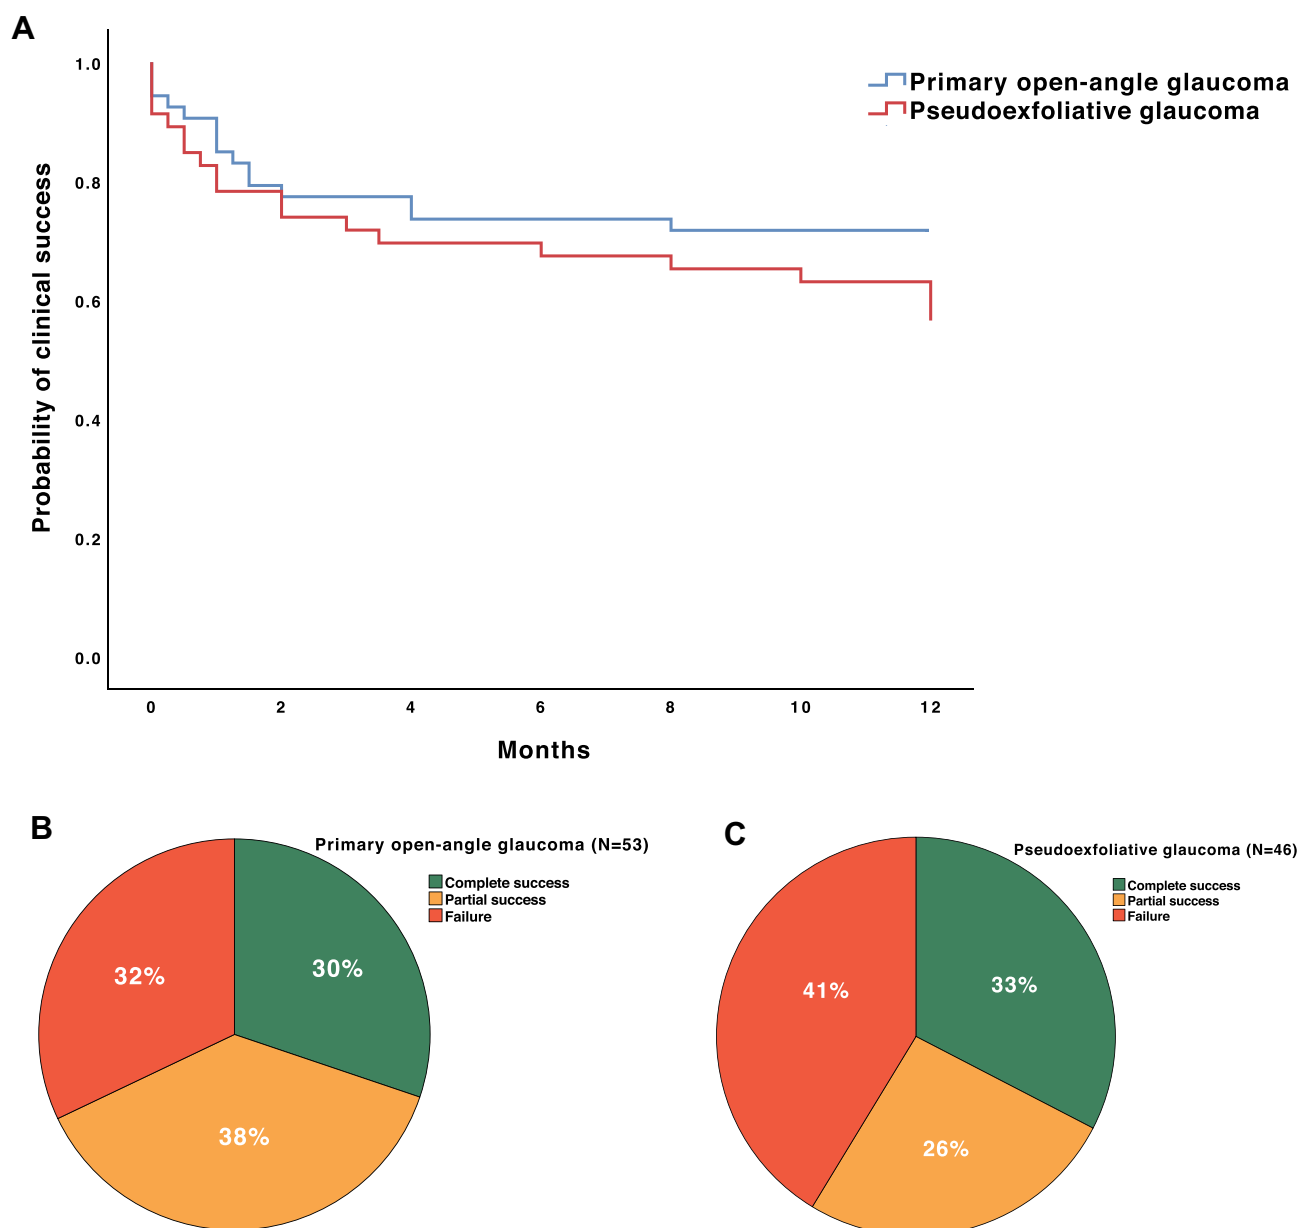 A
Primary open-angle glaucoma
Pseudoexfoliative glaucoma
Probability of clinical success
1.0
0.8
0.6
0.4
0.2
0.0
0 2 4 6 8 10 12
Months
B
Primary open-angle glaucoma (N=53)
Complete success
Partial success
Failure
32%
30%
38%
C
Pseudoexfoliative glaucoma (N=46)
Complete success
Partial success
Failure
41%
33%
26%